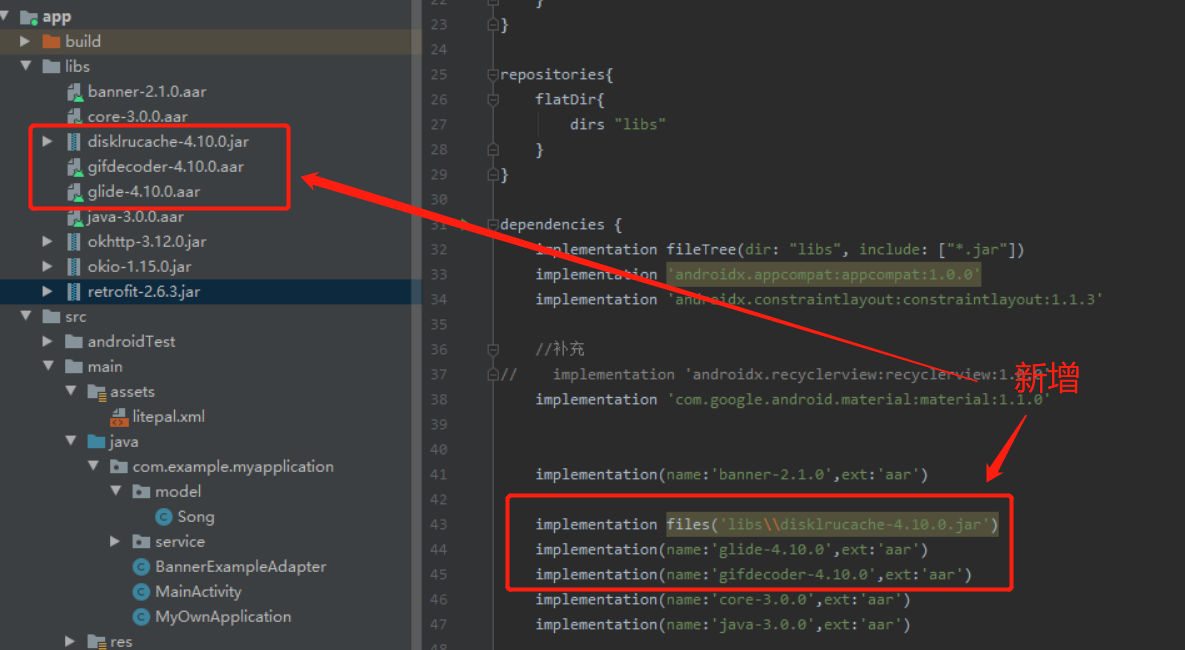 app
build
libs
banner-2.1.0.aar
core-3.0.0.aar
disklrucache-4.10.0.jar
gifdecoder-4.10.0.aar
glide-4.10.0.aar
java-3.0.0.aar
okhttp-3.12.0.jar
okio-1.15.0.jar
retrofit-2.6.3.jar
src
androidTest
main
assets
litepal.xml
java
com.example.myapplication
model
Song
service
BannerExampleAdapter
MainActivity
MyOwnApplication
res
22 }
23 }
24
25 repositories{
26 flatDir{
27 dirs "libs"
28 }
29 }
30
31 dependencies {
32 implementation fileTree(dir: "libs", include: ["*.jar"])
33 implementation 'androidx.appcompat:appcompat:1.0.0'
34 implementation 'androidx.constraintlayout:constraintlayout:1.1.3'
35
36 //补充
37 // implementation 'androidx.recyclerview:recyclerview:1.
38 implementation 'com.google.android.material:material:1.1.0'
39
40
41 implementation(name:'banner-2.1.0',ext:'aar')
42
43 implementation files('libs\\disklrucache-4.10.0.jar')
44 implementation(name:'glide-4.10.0',ext:'aar')
45 implementation(name:'gifdecoder-4.10.0',ext:'aar')
46 implementation(name:'core-3.0.0',ext:'aar')
47 implementation(name:'java-3.0.0',ext:'aar')
48
新增